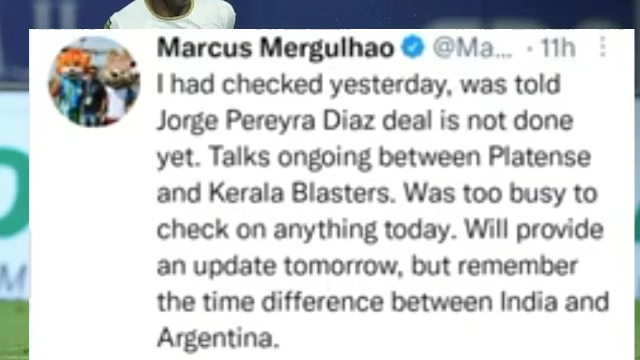 Marcus Mergulhao @Ma... · 11h
I had checked yesterday, was told
Jorge Pereyra Diaz deal is not done
yet. Talks ongoing between Platense
and Kerala Blasters. Was too busy to
check on anything today. Will provide
an update tomorrow, but remember
the time difference between India and
Argentina.